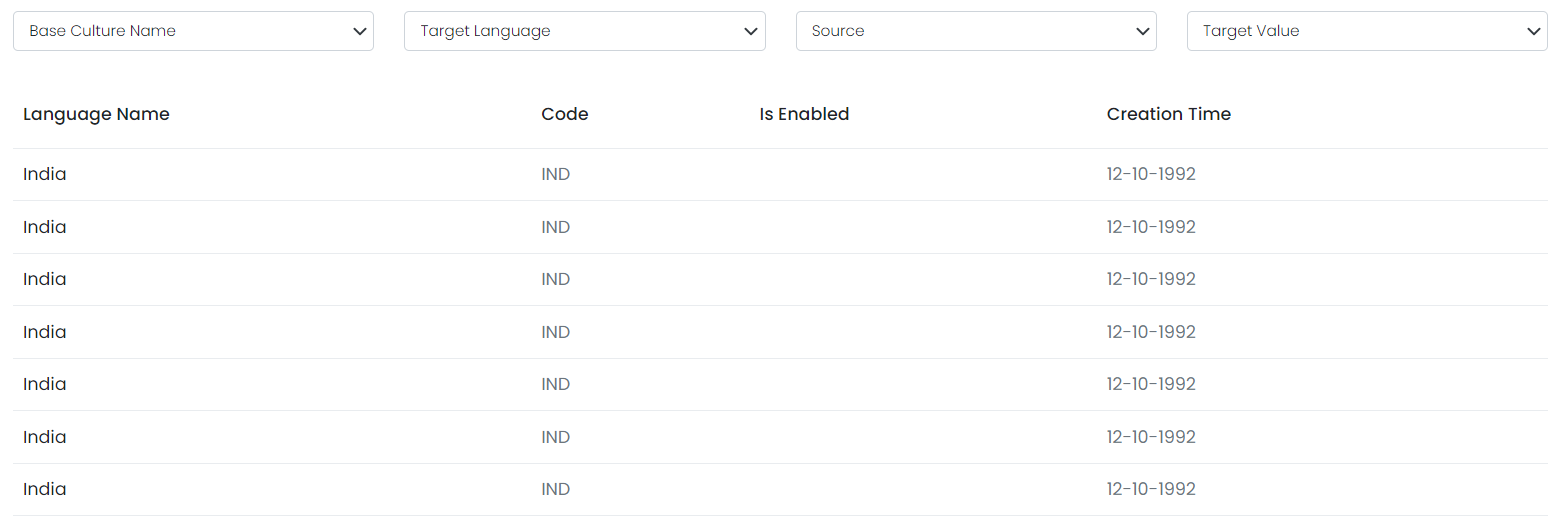 Base Culture Name Target Language Source Target Value
Language Name Code Is Enabled Creation Time
India IND 12-10-1992
India IND 12-10-1992
India IND 12-10-1992
India IND 12-10-1992
India IND 12-10-1992
India IND 12-10-1992
India IND 12-10-1992